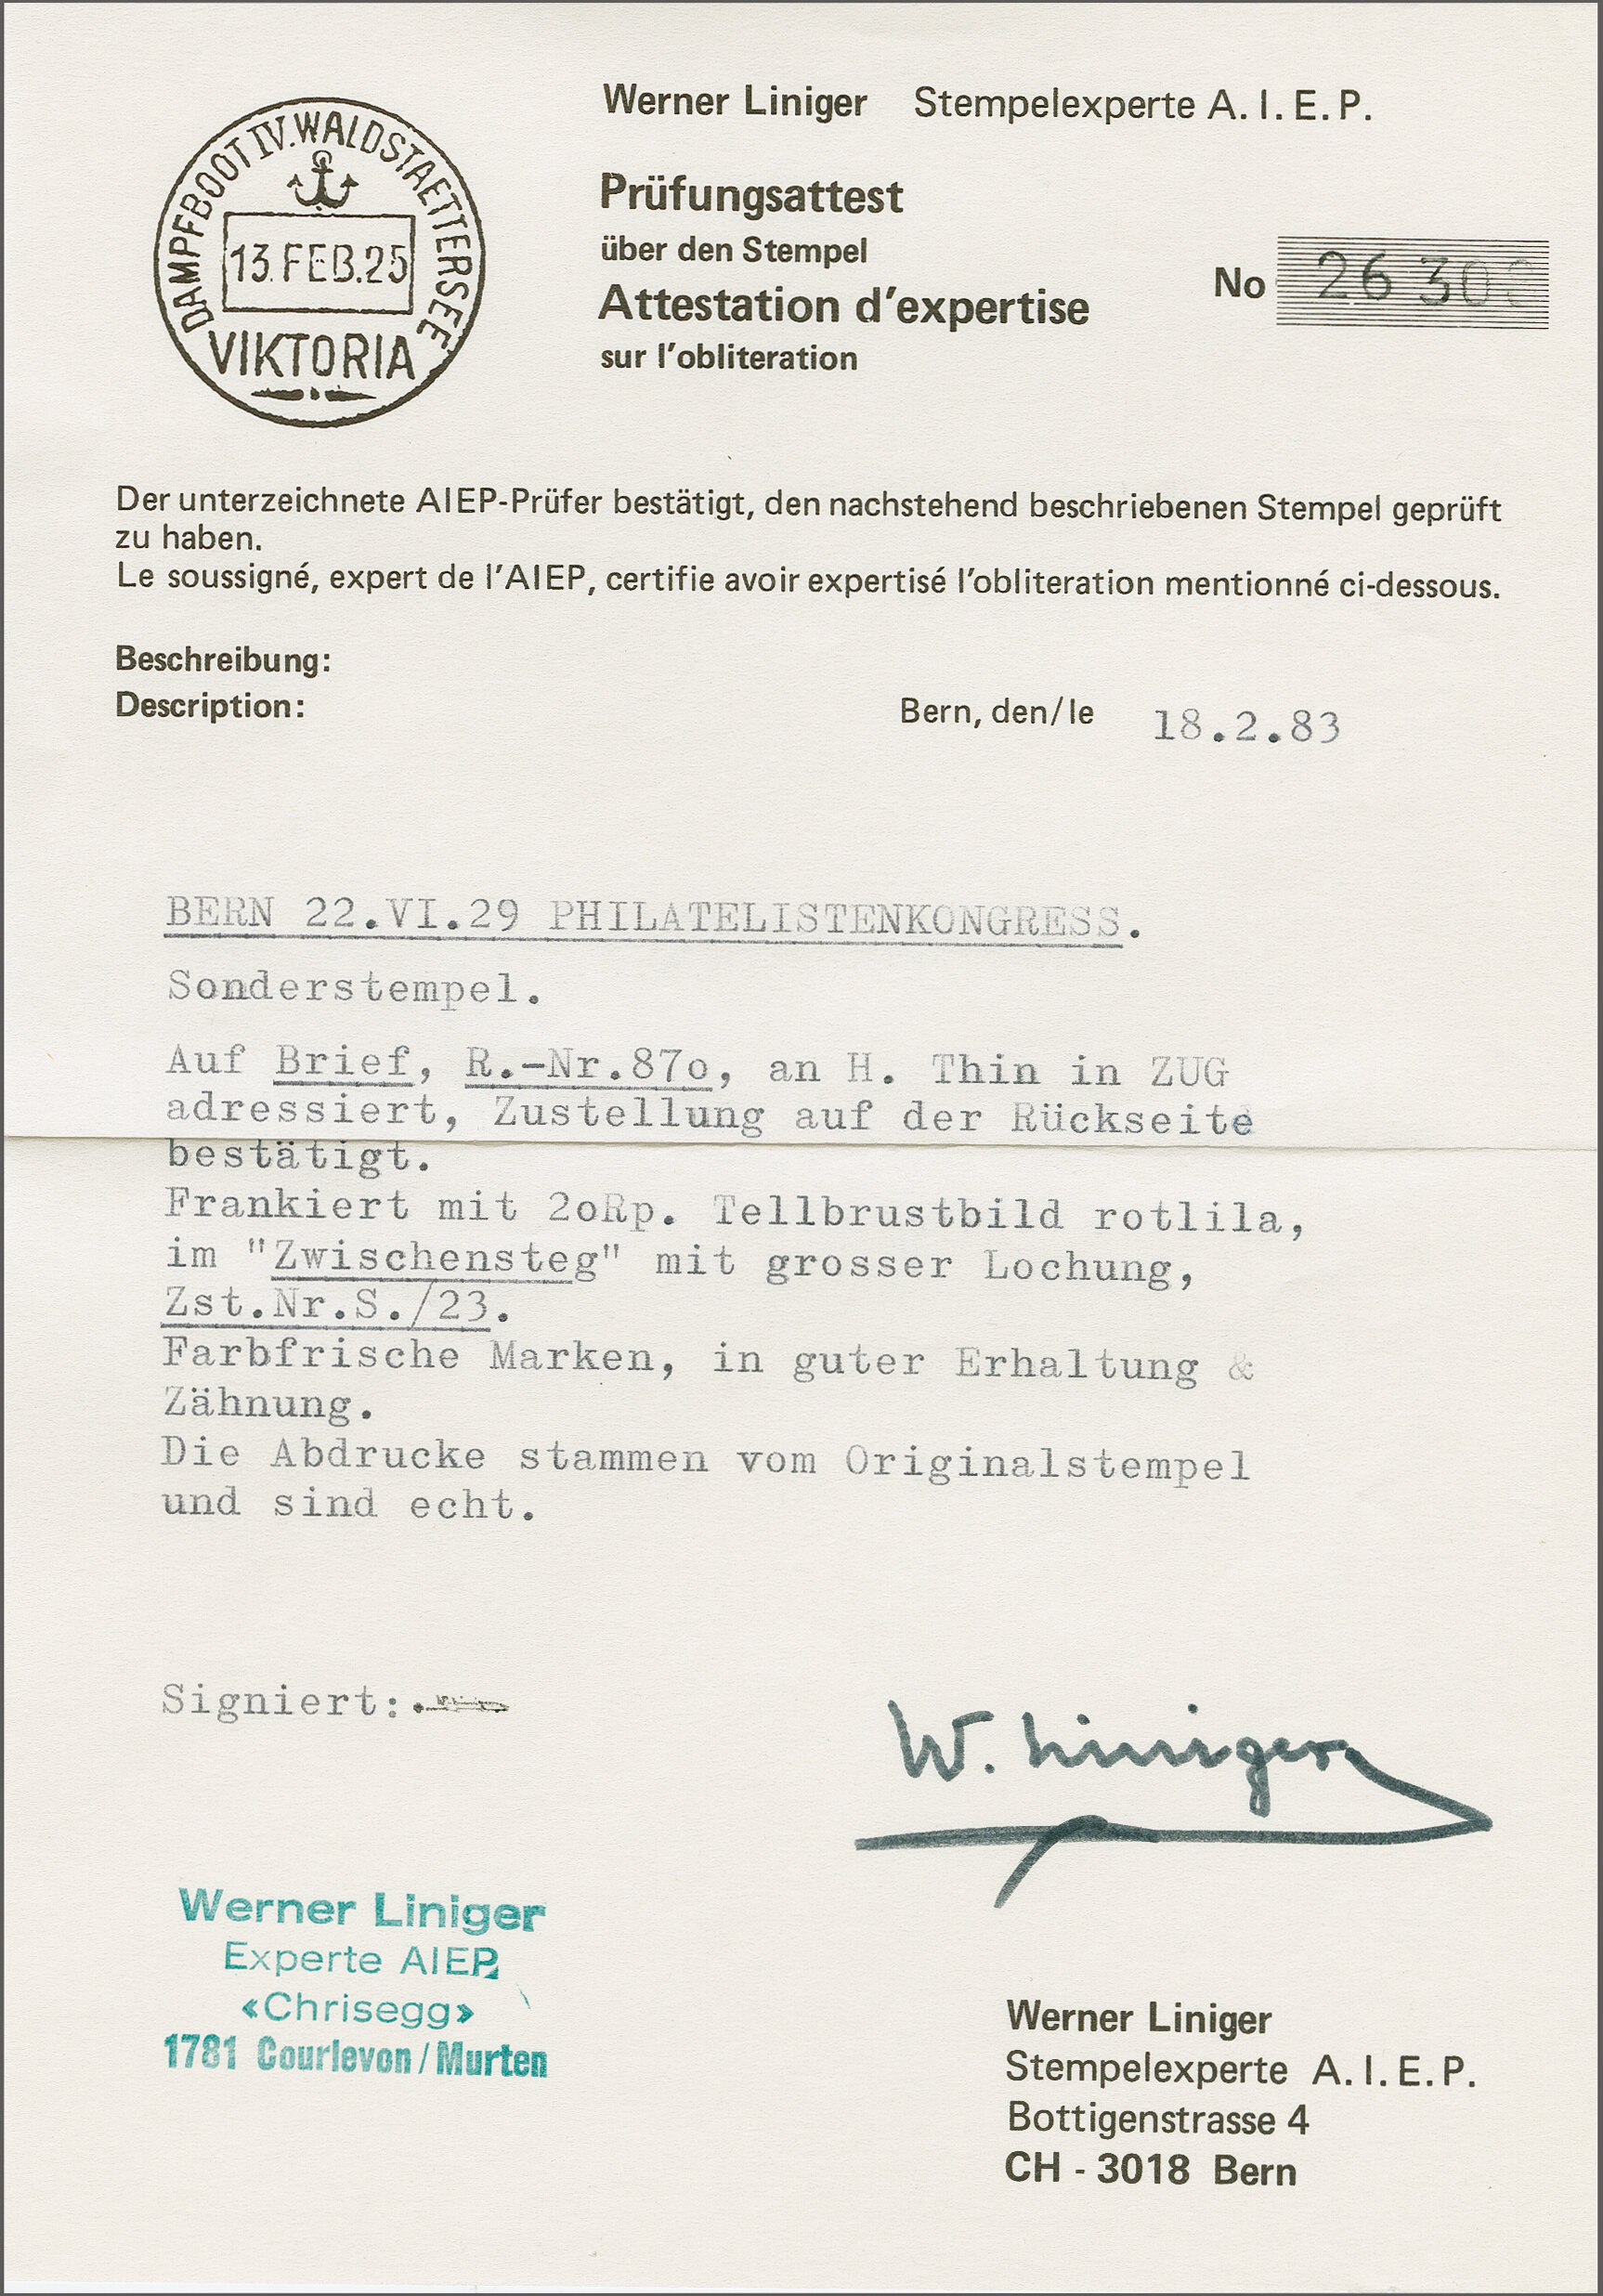 DAMPFBOOT IV. WALDSTAETTERSEE
13. FEB. 25
VIKTORIA
Werner Liniger Stempelexperte A. I. E. P.
Prüfungsattest
über den Stempel
Attestation d'expertise
sur l'obliteration
No
Der unterzeichnete AIEP-Prüfer bestätigt, den nachstehend beschriebenen Stempel geprüft
zu haben.
Le soussigné, expert de l'AIEP, certifie avoir expertisé l'obliteration mentionné ci-dessous.
Beschreibung:
Description:
Bern, den/le 18.2.83
BERN 22.VI.29 PHILATELISTENKONGRESS.
Sonderstempel.
Auf Brief, R.-Nr.87o, an H. Thin in ZUG
adressiert, Zustellung auf der Rückseite
bestätigt.
Frankiert mit 2oRp. Tellbrustbild rotlila,
im "Zwischensteg" mit grosser Lochung,
Zst.Nr.S./23.
Farbfrische Marken, in guter Erhaltung &
Zähnung.
Die Abdrucke stammen vom Originalstempel
und sind echt.
Signiert:.
W. Liniger
Werner Liniger
Experte AIEP
«Chrisegg»
1781 Courlevon / Murten
Werner Liniger
Stempelexperte A. I. E. P.
Bottigenstrasse 4
CH - 3018 Bern